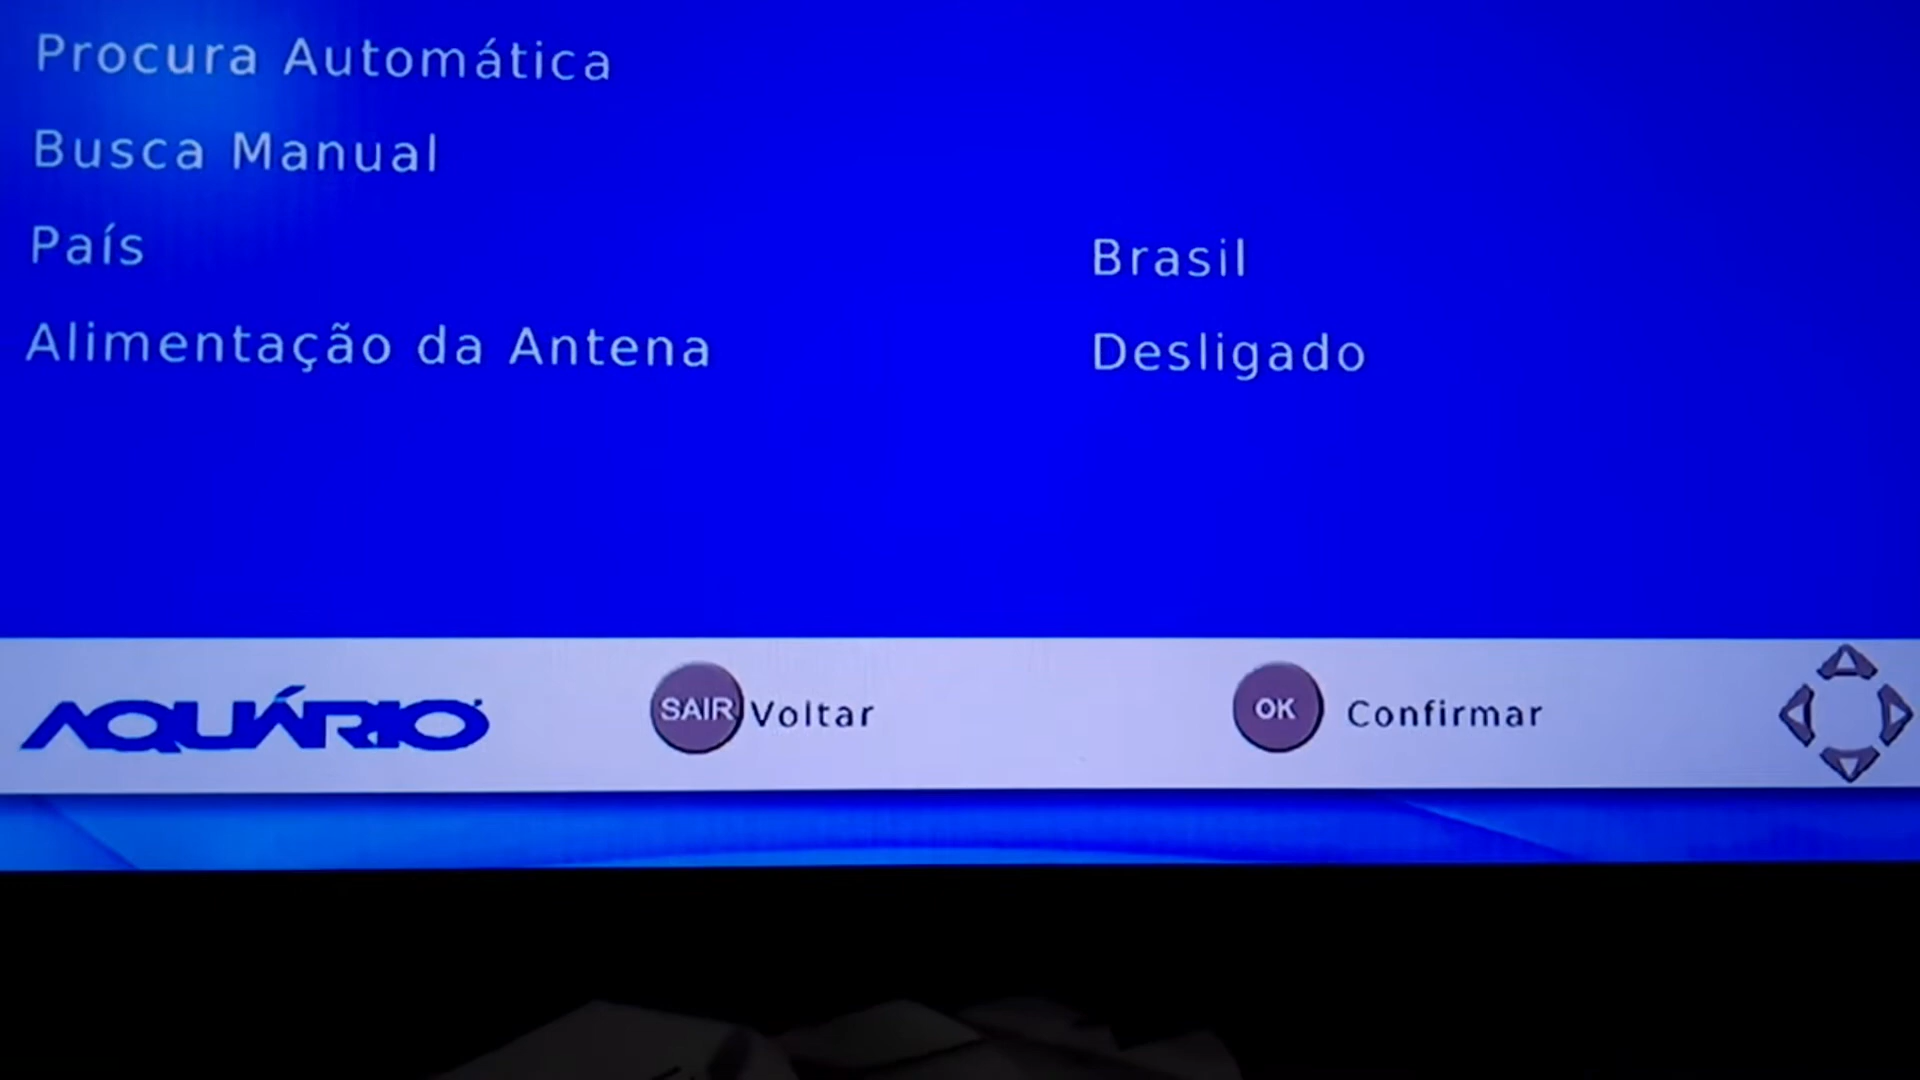 Procura Automática
Busca Manual
País Brasil
Alimentação da Antena Desligado
AQUÁRIO SAIR Voltar OK Confirmar